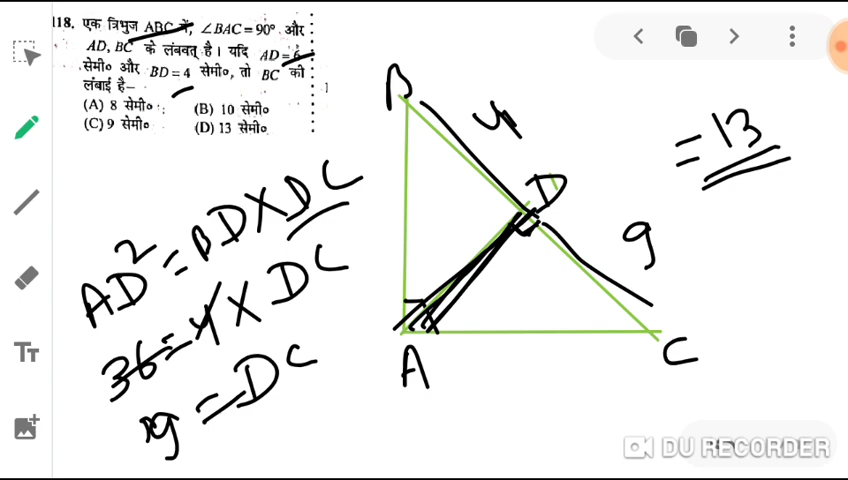 118. एक त्रिभुज ABC में, ∠BAC = 90° और
AD, BC के लंबवत् है। यदि AD = 6
सेमी० और BD = 4 सेमी०, तो BC की
लंबाई है–
(A) 8 सेमी० (B) 10 सेमी०
(C) 9 सेमी० (D) 13 सेमी०
B
4
D
9
A
C
= 13
AD² = BD × DC
36 = 4 × DC
9 = DC
Tт
DU RECORDER